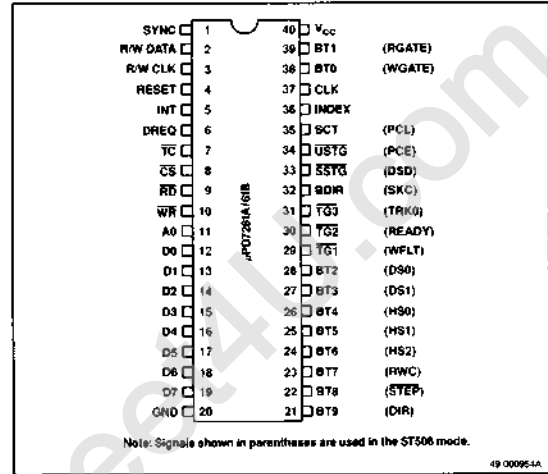 SYNC 1 40 VCC
R/W DATA 2 39 BT1 (RGATE)
R/W CLK 3 38 BT0 (WGATE)
RESET 4 37 CLK
INT 5 36 INDEX
DREQ 6 35 SCT (PCL)
TC 7 34 USTG (PCE)
CS 8 33 SSTG (DSD)
RD 9 32 BDIR (SKC)
WR 10 31 TG3 (TRK0)
A0 11 30 TG2 (READY)
D0 12 29 TG1 (WFLT)
D1 13 28 BT2 (DS0)
D2 14 27 BT3 (DS1)
D3 15 26 BT4 (HS0)
D4 16 25 BT5 (HS1)
D5 17 24 BT6 (HS2)
D6 18 23 BT7 (RWC)
D7 19 22 BT8 (STEP)
GND 20 21 BT9 (DIR)
µPD7261A/61B
Note: Signals shown in parentheses are used in the ST506 mode.
49-000954A
eet4U.com